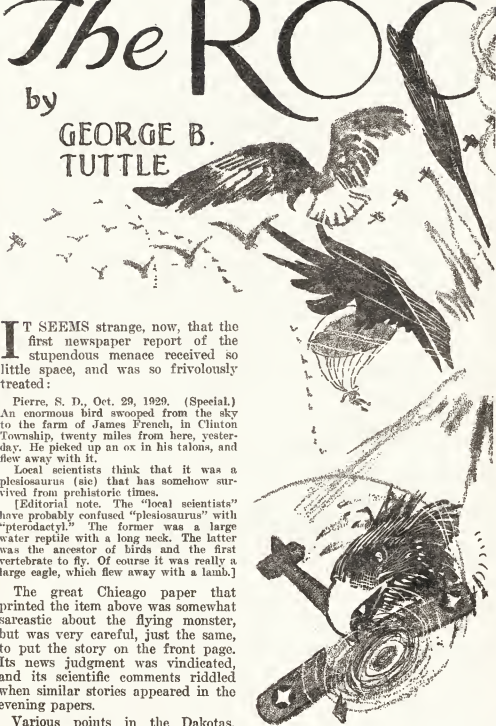 The ROC
by
GEORGE B.
TUTTLE
IT SEEMS strange, now, that the
first newspaper report of the
stupendous menace received so
little space, and was so frivolously
treated:
Pierre, S. D., Oct. 29, 1929. (Special.)
An enormous bird swooped from the sky
to the farm of James French, in Clinton
Township, twenty miles from here, yester-
day. He picked up an ox in his talons, and
flew away with it.
Local scientists think that it was a
plesiosaurus (sic) that has somehow sur-
vived from prehistoric times.
[Editorial note. The "local scientists"
have probably confused "plesiosaurus" with
"pterodactyl." The former was a large
water reptile with a long neck. The latter
was the ancestor of birds and the first
vertebrate to fly. Of course it was really a
large eagle, which flew away with a lamb.]
The great Chicago paper that
printed the item above was somewhat
sarcastic about the flying monster,
but was very careful, just the same,
to put the story on the front page.
Its news judgment was vindicated,
and its scientific comments riddled
when similar stories appeared in the
evening papers.
Various points in the Dakotas,